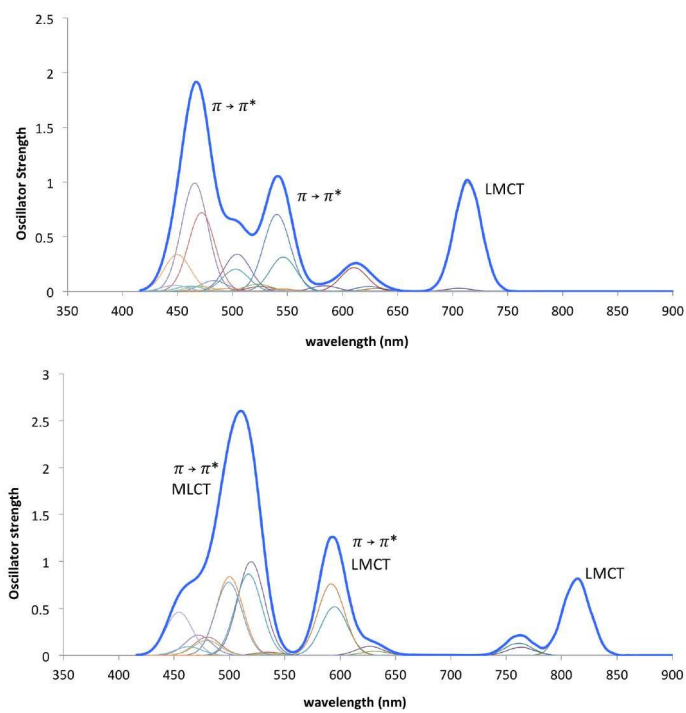 2.5
2
1.5
1
0.5
0
Oscillator Strength
π → π*
π → π*
LMCT
350 400 450 500 550 600 650 700 750 800 850 900
wavelength (nm)
3
2.5
2
1.5
1
0.5
0
Oscillator strength
π → π*
MLCT
π → π*
LMCT
LMCT
350 400 450 500 550 600 650 700 750 800 850 900
wavelength (nm)